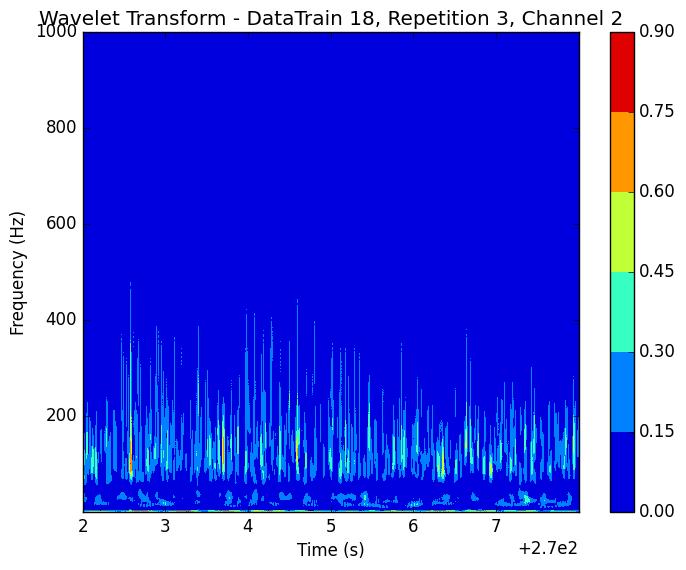 Wavelet Transform - DataTrain 18, Repetition 3, Channel 2
1000
800
600
400
200
Frequency (Hz)
2 3 4 5 6 7
Time (s)
+2.7e2
0.90
0.75
0.60
0.45
0.30
0.15
0.00